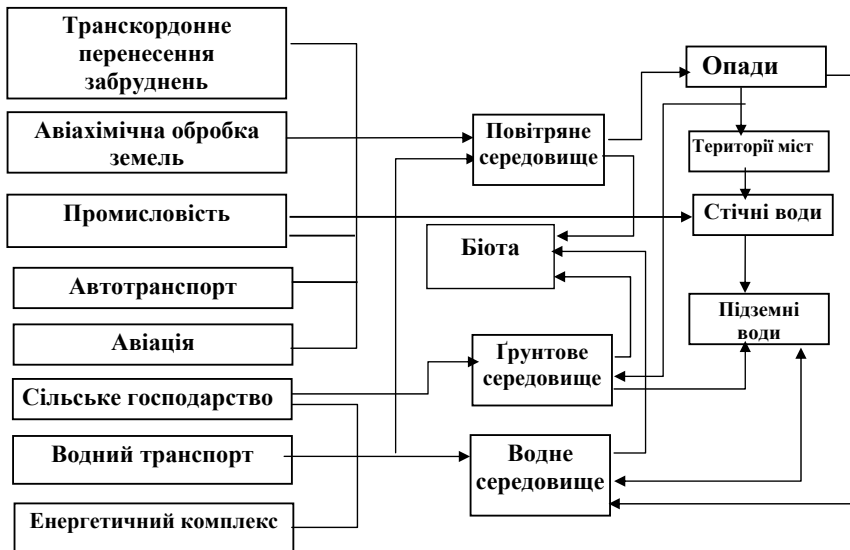 Транскордонне
перенесення
забруднень
Авіахімічна обробка
земель
Промисловість
Автотранспорт
Авіація
Сільське господарство
Водний транспорт
Енергетичний комплекс
Повітряне
середовище
Біота
Ґрунтове
середовище
Водне
середовище
Опади
Території міст
Стічні води
Підземні
води